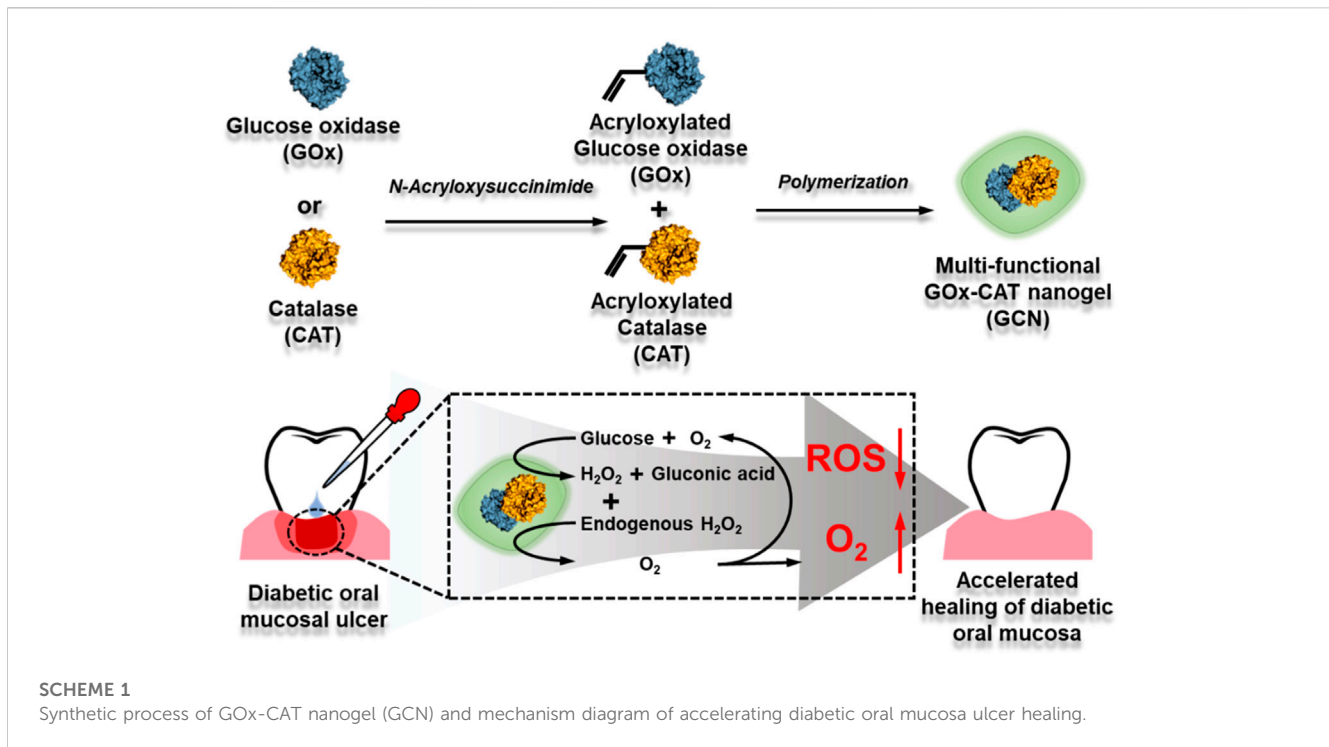 Glucose oxidase
(GOx)
or
Catalase
(CAT)
N-Acryloxysuccinimide
Acryloxylated
Glucose oxidase
(GOx)
+
Acryloxylated
Catalase
(CAT)
Polymerization
Multi-functional
GOx-CAT nanogel
(GCN)
Diabetic oral
mucosal ulcer
Glucose + O₂
H₂O₂ + Gluconic acid
+
Endogenous H₂O₂
O₂
ROS
O₂
Accelerated
healing of diabetic
oral mucosa
SCHEME 1
Synthetic process of GOx-CAT nanogel (GCN) and mechanism diagram of accelerating diabetic oral mucosa ulcer healing.